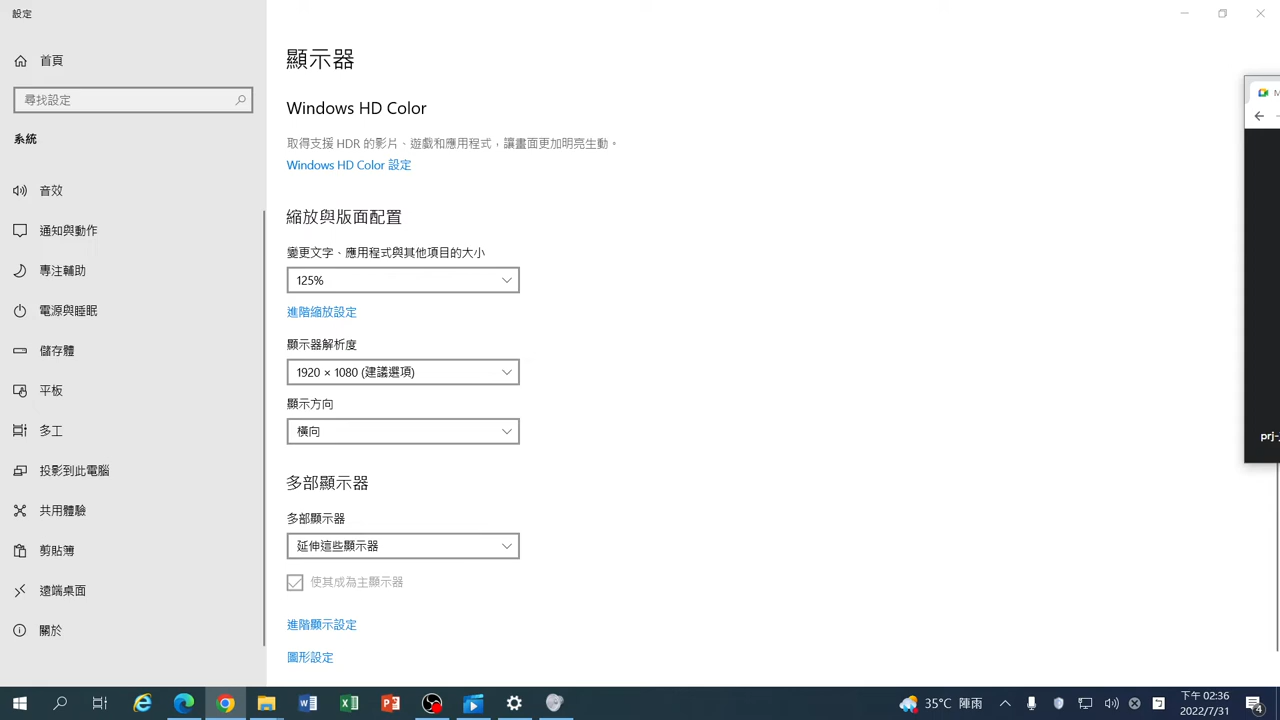 設定
首頁
尋找設定
系統
音效
通知與動作
專注輔助
電源與睡眠
儲存體
平板
多工
投影到此電腦
共用體驗
剪貼簿
遠端桌面
關於
顯示器
Windows HD Color
取得支援 HDR 的影片、遊戲和應用程式，讓畫面更加明亮生動。
Windows HD Color 設定
縮放與版面配置
變更文字、應用程式與其他項目的大小
125%
進階縮放設定
顯示器解析度
1920 × 1080 (建議選項)
顯示方向
橫向
多部顯示器
多部顯示器
延伸這些顯示器
使其成為主顯示器
進階顯示設定
圖形設定
M
prj-
35°C 陣雨
下午 02:36
2022/7/31
4